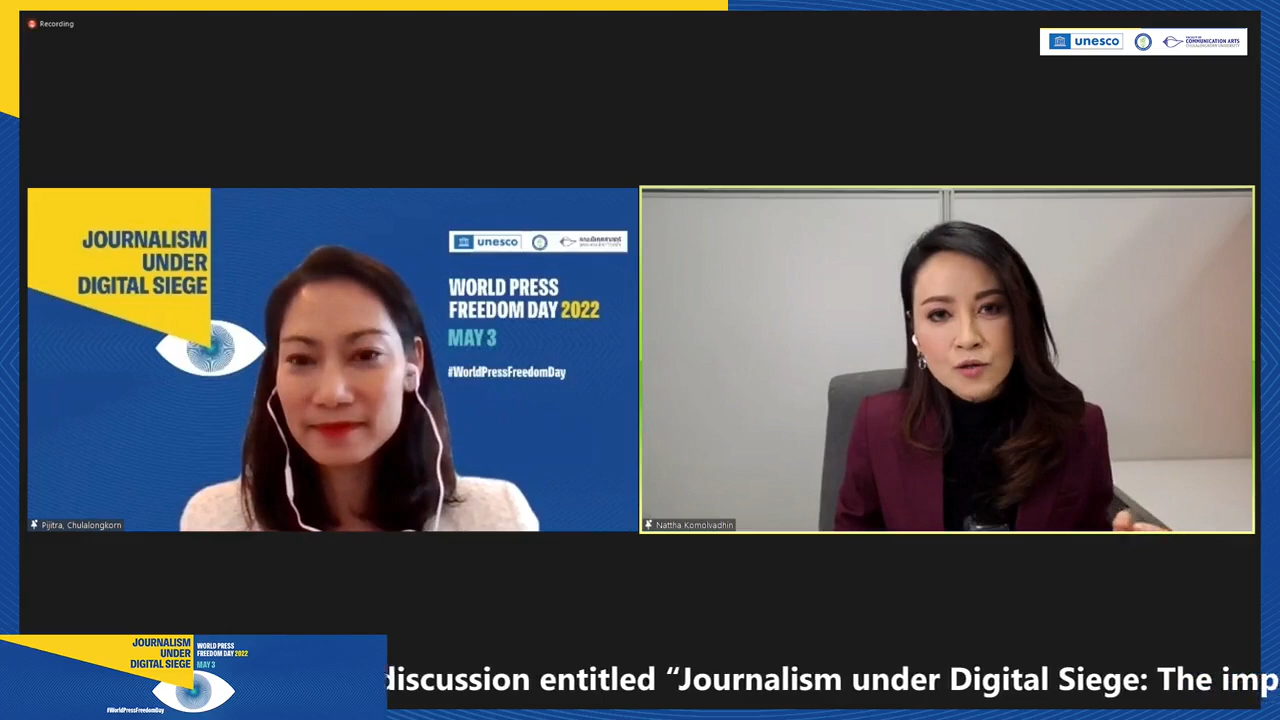 Recording
unesco
COMMUNICATION ARTS
CHULALONGKORN UNIVERSITY
JOURNALISM
UNDER
DIGITAL SIEGE
unesco
WORLD PRESS
FREEDOM DAY 2022
MAY 3
#WorldPressFreedomDay
Pijitra, Chulalongkorn
Nattha Komolvadhin
JOURNALISM
UNDER
DIGITAL SIEGE
WORLD PRESS
FREEDOM DAY 2022
MAY 3
#WorldPressFreedomDay
discussion entitled “Journalism under Digital Siege: The imp